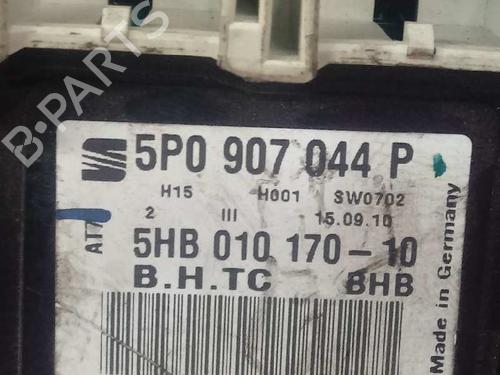 5P0 907 044 P
H15 H001 SW0702
2 III 15.09.10
5HB 010 170-10
B.H.TC BHB
Made in Germany
B-PARTS